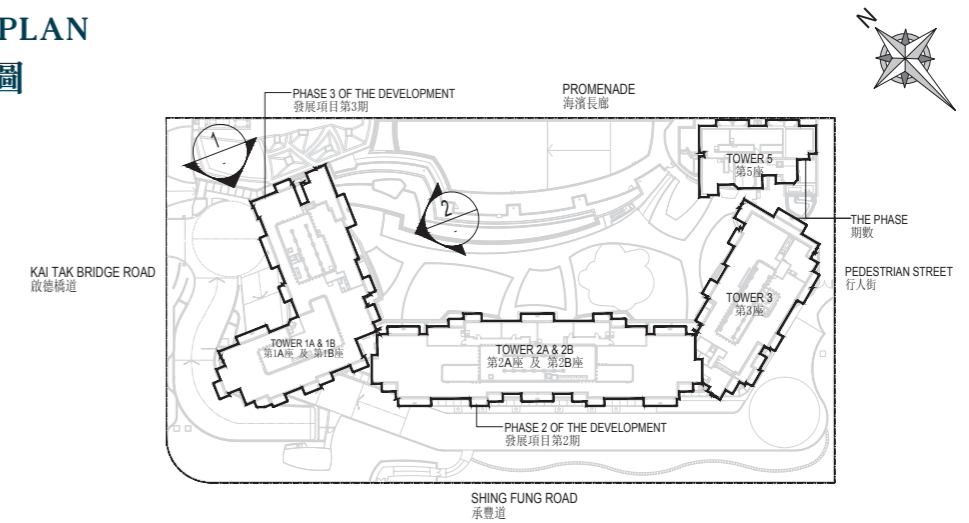 PLAN
圖
N
PHASE 3 OF THE DEVELOPMENT
發展項目第3期
PROMENADE
海濱長廊
1
-
2
-
TOWER 5
第5座
THE PHASE
期數
KAI TAK BRIDGE ROAD
啟德橋道
PEDESTRIAN STREET
行人街
TOWER 3
第3座
TOWER 1A & 1B
第1A座 及 第1B座
TOWER 2A & 2B
第2A座 及 第2B座
PHASE 2 OF THE DEVELOPMENT
發展項目第2期
SHING FUNG ROAD
承豐道